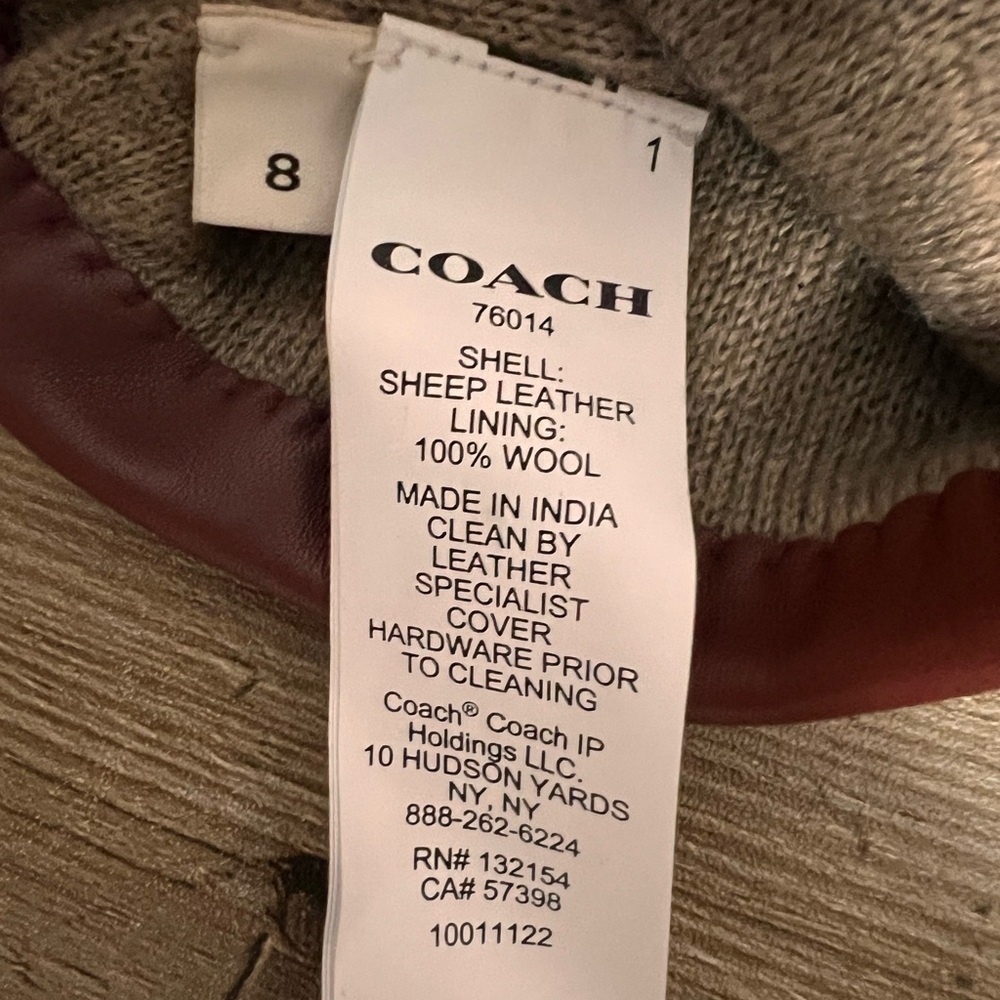 8
1
COACH
76014
SHELL:
SHEEP LEATHER
LINING:
100% WOOL
MADE IN INDIA
CLEAN BY
LEATHER
SPECIALIST
COVER
HARDWARE PRIOR
TO CLEANING
Coach® Coach IP
Holdings LLC.
10 HUDSON YARDS
NY, NY
888-262-6224
RN# 132154
CA# 57398
10011122